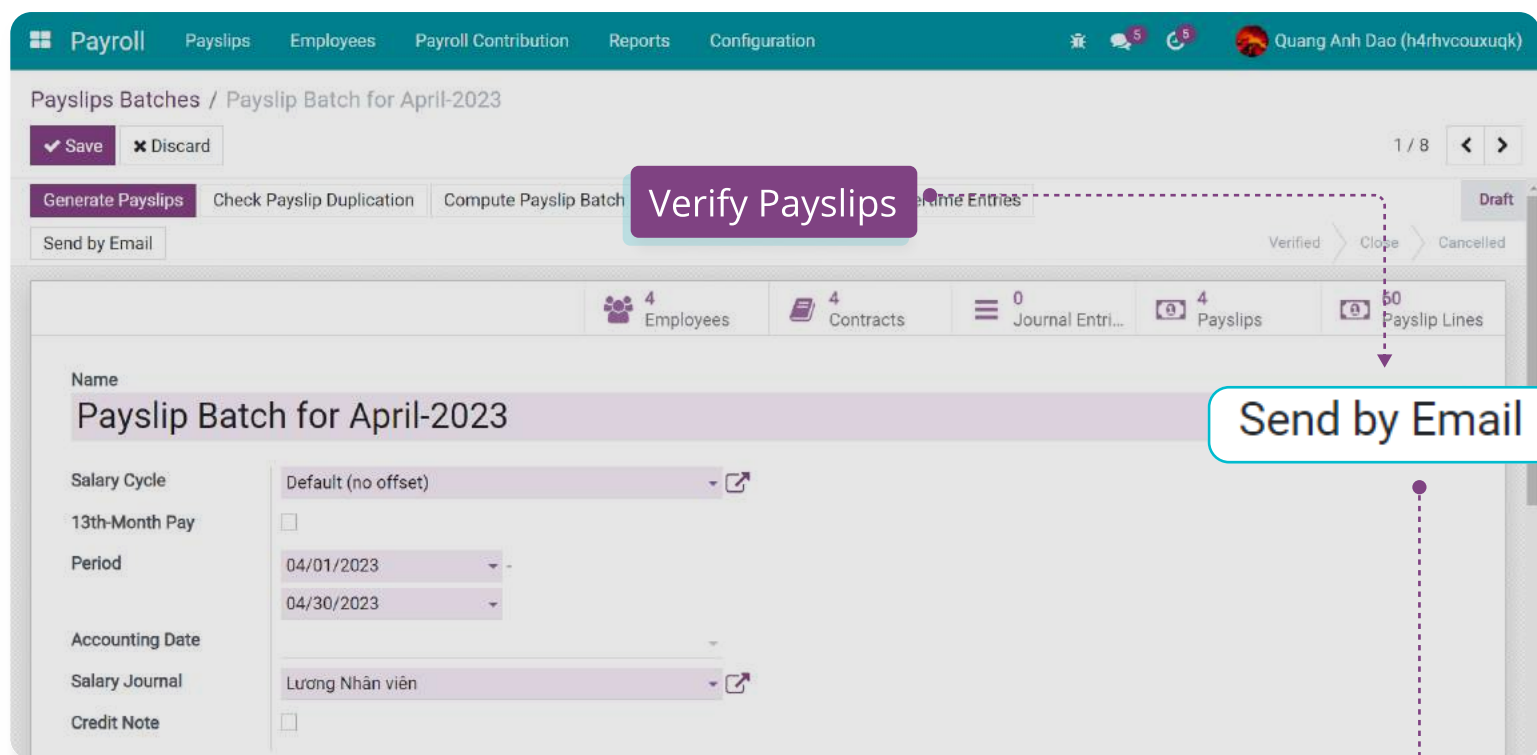 Payroll Payslips Employees Payroll Contribution Reports Configuration 5 5 Quang Anh Dao (h4rhvcouxuqk)
Payslips Batches / Payslip Batch for April-2023
Save Discard 1 / 8
Generate Payslips Check Payslip Duplication Compute Payslip Batch Verify Payslips Entries Draft
Send by Email Verified Close Cancelled
4 Employees
4 Contracts
0 Journal Entri...
4 Payslips
60 Payslip Lines
Name
Payslip Batch for April-2023
Send by Email
Salary Cycle Default (no offset)
13th-Month Pay
Period 04/01/2023 -
04/30/2023
Accounting Date
Salary Journal Lương Nhân viên
Credit Note